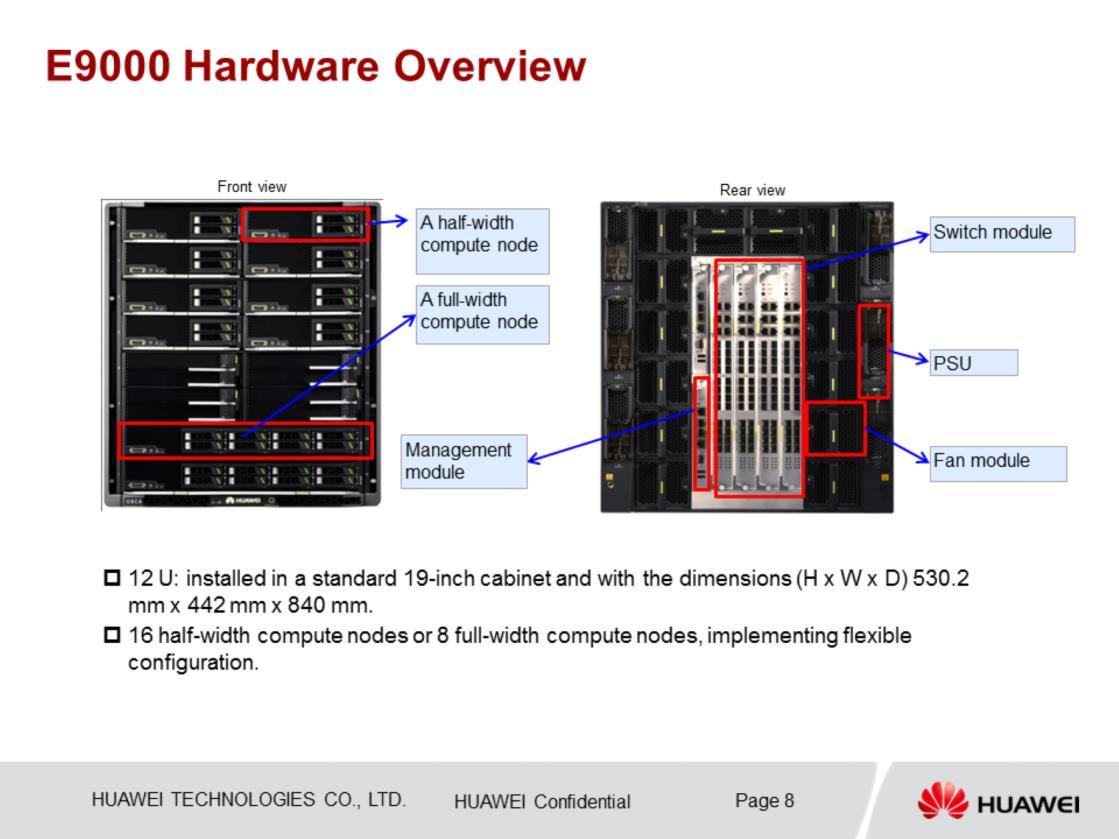 E9000 Hardware Overview
Front view
Rear view
A half-width
compute node
A full-width
compute node
Management
module
Switch module
PSU
Fan module
HUAWEI
12 U: installed in a standard 19-inch cabinet and with the dimensions (H x W x D) 530.2
mm x 442 mm x 840 mm.
16 half-width compute nodes or 8 full-width compute nodes, implementing flexible
configuration.
HUAWEI TECHNOLOGIES CO., LTD.
HUAWEI Confidential
Page 8
HUAWEI